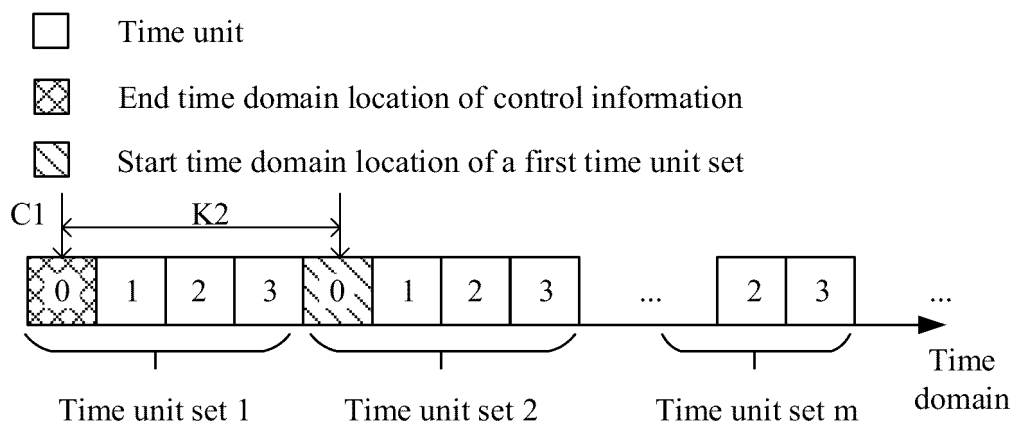 Time unit
End time domain location of control information
Start time domain location of a first time unit set
C1 K2
0 1 2 3 0 1 2 3 ... 2 3 ...
Time unit set 1 Time unit set 2 Time unit set m
Time
domain